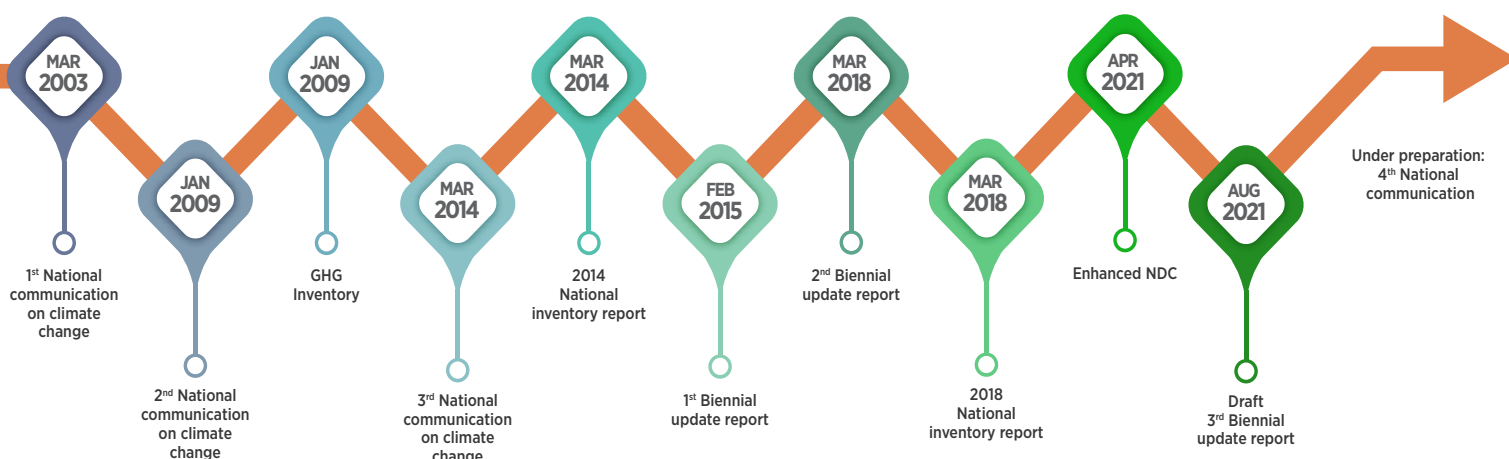 MAR
2003
1st National
communication
on climate
change
JAN
2009
2nd National
communication
on climate
change
JAN
2009
GHG
Inventory
MAR
2014
3rd National
communication
on climate
change
MAR
2014
2014
National
inventory report
FEB
2015
1st Biennial
update report
MAR
2018
2nd Biennial
update report
MAR
2018
2018
National
inventory report
APR
2021
Enhanced NDC
AUG
2021
Draft
3rd Biennial
update report
Under preparation:
4th National
communication